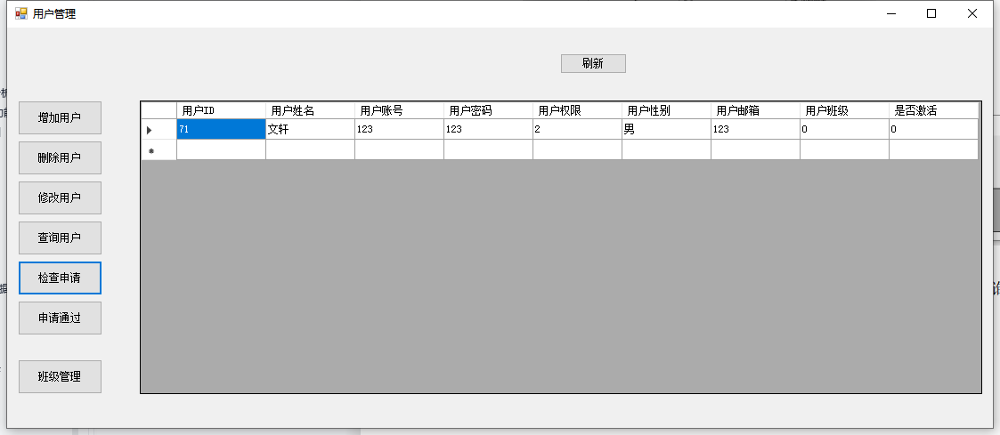 用户管理
刷新
增加用户
删除用户
修改用户
查询用户
检查申请
申请通过
班级管理
用户ID 用户姓名 用户账号 用户密码 用户权限 用户性别 用户邮箱 用户班级 是否激活
71 文轩 123 123 2 男 123 0 0